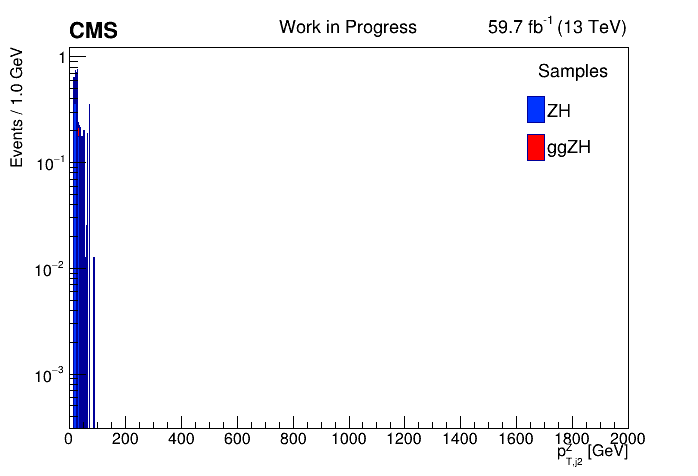 CMS Work in Progress 59.7 fb⁻¹ (13 TeV)
Events / 1.0 GeV
1
10⁻¹
10⁻²
10⁻³
Samples
ZH
ggZH
0 200 400 600 800 1000 1200 1400 1600 1800 2000
p²_T,j2 [GeV]